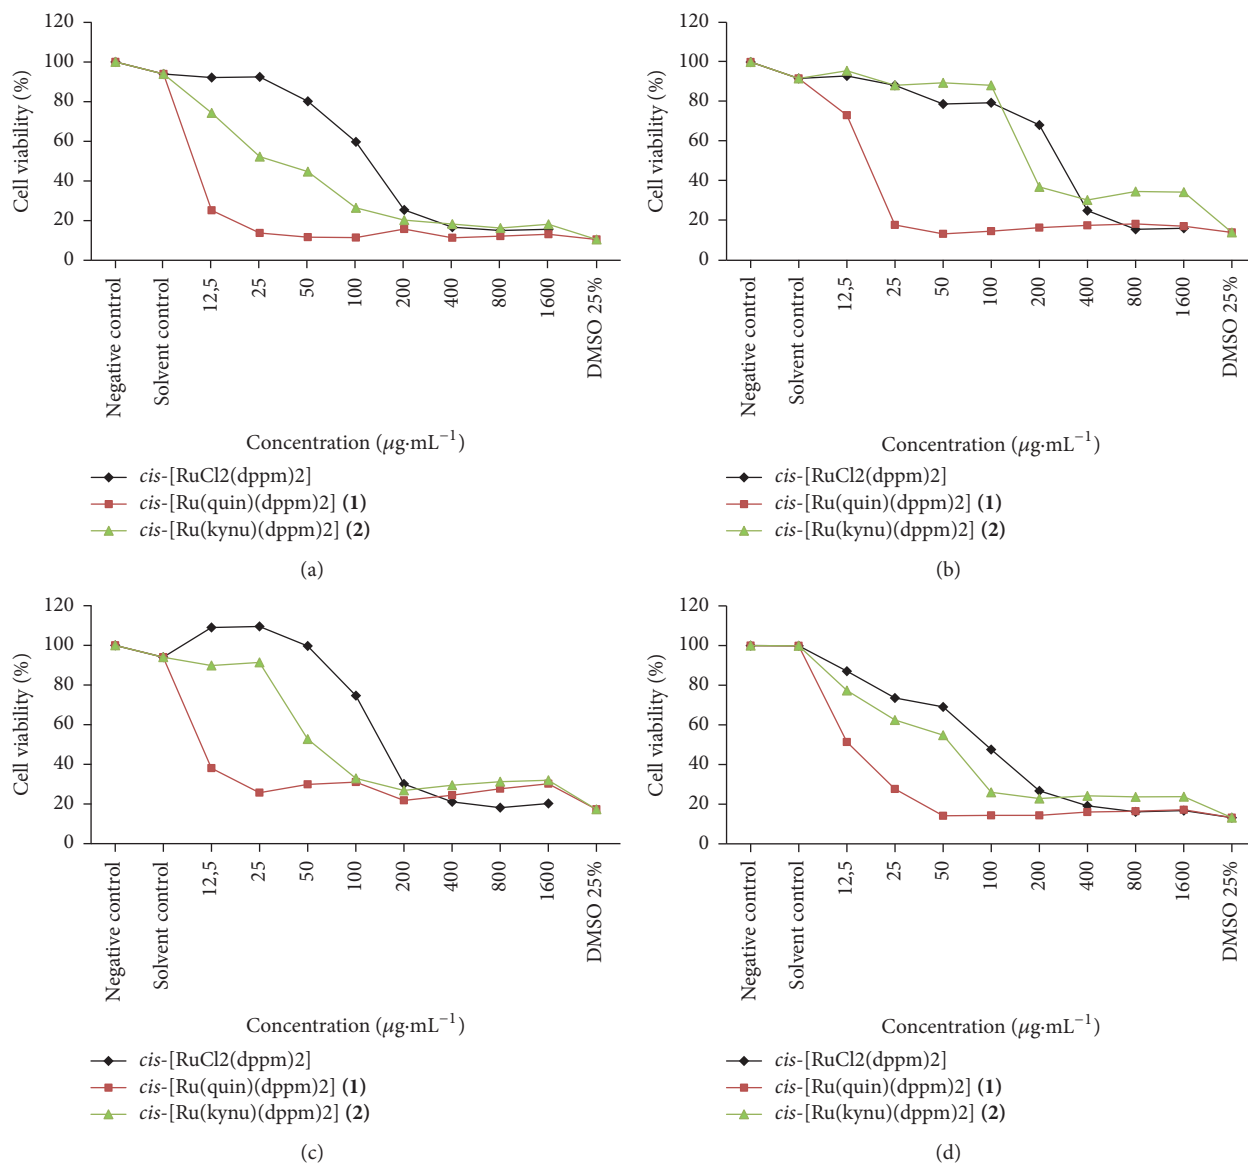 120
100
80
60
40
20
0
Cell viability (%)
Negative control
Solvent control
12,5
25
50
100
200
400
800
1600
DMSO 25%
Concentration (μg·mL⁻¹)
cis-[RuCl2(dppm)2]
cis-[Ru(quin)(dppm)2] (1)
cis-[Ru(kynu)(dppm)2] (2)
(a)
120
100
80
60
40
20
0
Cell viability (%)
Negative control
Solvent control
12,5
25
50
100
200
400
800
1600
DMSO 25%
Concentration (μg·mL⁻¹)
cis-[RuCl2(dppm)2]
cis-[Ru(quin)(dppm)2] (1)
cis-[Ru(kynu)(dppm)2] (2)
(b)
120
100
80
60
40
20
0
Cell viability (%)
Negative control
Solvent control
12,5
25
50
100
200
400
800
1600
DMSO 25%
Concentration (μg·mL⁻¹)
cis-[RuCl2(dppm)2]
cis-[Ru(quin)(dppm)2] (1)
cis-[Ru(kynu)(dppm)2] (2)
(c)
120
100
80
60
40
20
0
Cell viability (%)
Negative control
Solvent control
12,5
25
50
100
200
400
800
1600
DMSO 25%
Concentration (μg·mL⁻¹)
cis-[RuCl2(dppm)2]
cis-[Ru(quin)(dppm)2] (1)
cis-[Ru(kynu)(dppm)2] (2)
(d)